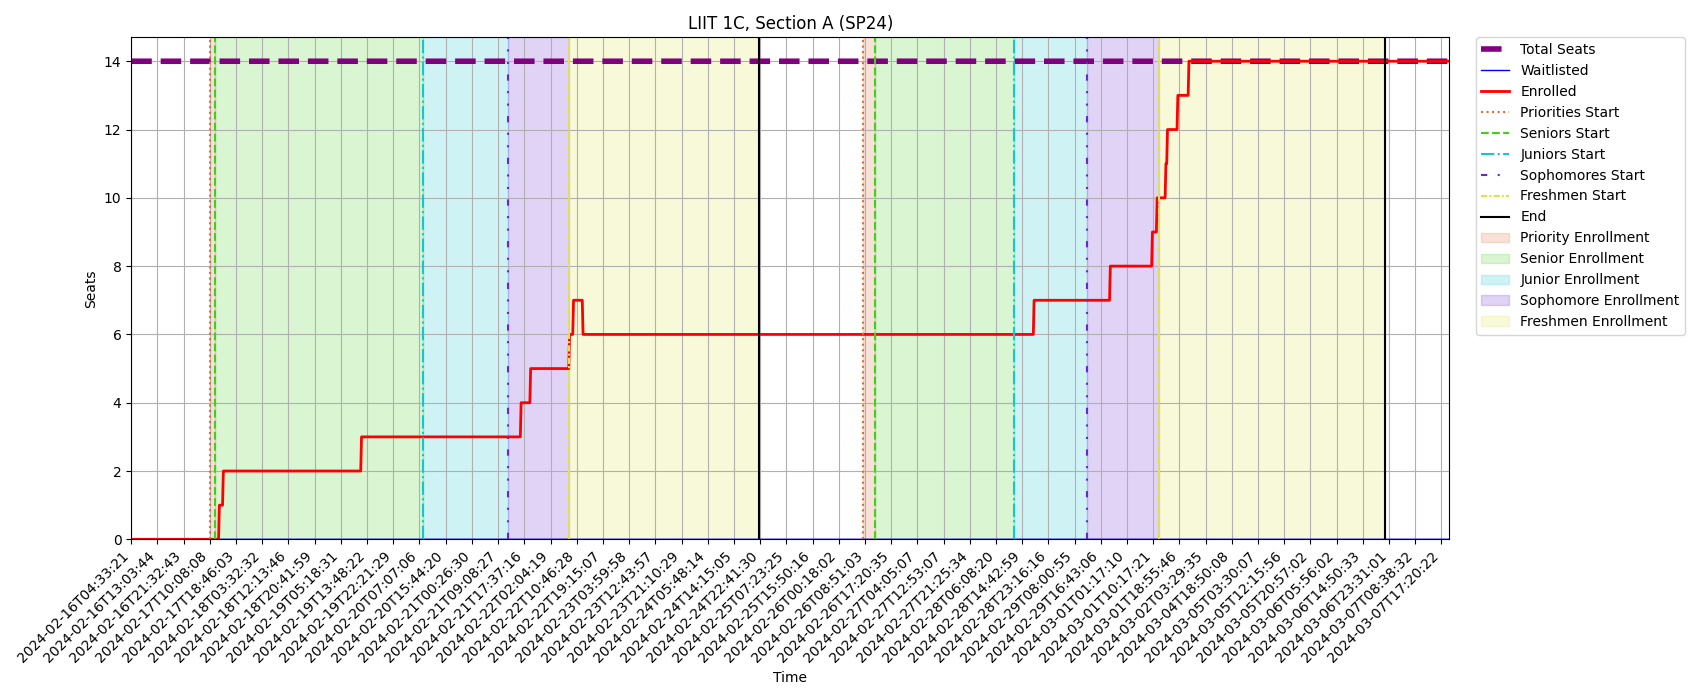 LIIT 1C, Section A (SP24)
Seats
14
12
10
8
6
4
2
0
2024-02-16T04:33:21
2024-02-16T13:03:44
2024-02-16T21:32:43
2024-02-17T10:08:08
2024-02-17T18:46:03
2024-02-18T03:32:32
2024-02-18T12:13:46
2024-02-18T20:41:59
2024-02-19T05:18:31
2024-02-19T13:48:22
2024-02-19T22:21:29
2024-02-20T07:07:06
2024-02-20T15:44:20
2024-02-21T00:26:30
2024-02-21T09:08:27
2024-02-21T17:37:16
2024-02-22T02:04:19
2024-02-22T10:46:28
2024-02-22T19:15:07
2024-02-23T03:59:58
2024-02-23T12:43:57
2024-02-23T21:10:29
2024-02-24T05:48:14
2024-02-24T14:15:05
2024-02-24T22:41:30
2024-02-25T07:23:25
2024-02-25T15:50:16
2024-02-26T00:18:02
2024-02-26T08:51:03
2024-02-26T17:20:35
2024-02-27T04:05:07
2024-02-27T12:53:07
2024-02-27T21:25:34
2024-02-28T06:08:20
2024-02-28T14:42:59
2024-02-28T23:16:16
2024-02-29T08:00:55
2024-02-29T16:43:06
2024-03-01T01:17:10
2024-03-01T10:17:21
2024-03-01T18:55:46
2024-03-02T03:29:35
2024-03-04T18:50:08
2024-03-05T03:30:07
2024-03-05T12:15:56
2024-03-05T20:57:02
2024-03-06T05:56:02
2024-03-06T14:50:33
2024-03-06T23:31:01
2024-03-07T08:38:32
2024-03-07T17:20:22
Time
Total Seats
Waitlisted
Enrolled
Priorities Start
Seniors Start
Juniors Start
Sophomores Start
Freshmen Start
End
Priority Enrollment
Senior Enrollment
Junior Enrollment
Sophomore Enrollment
Freshmen Enrollment